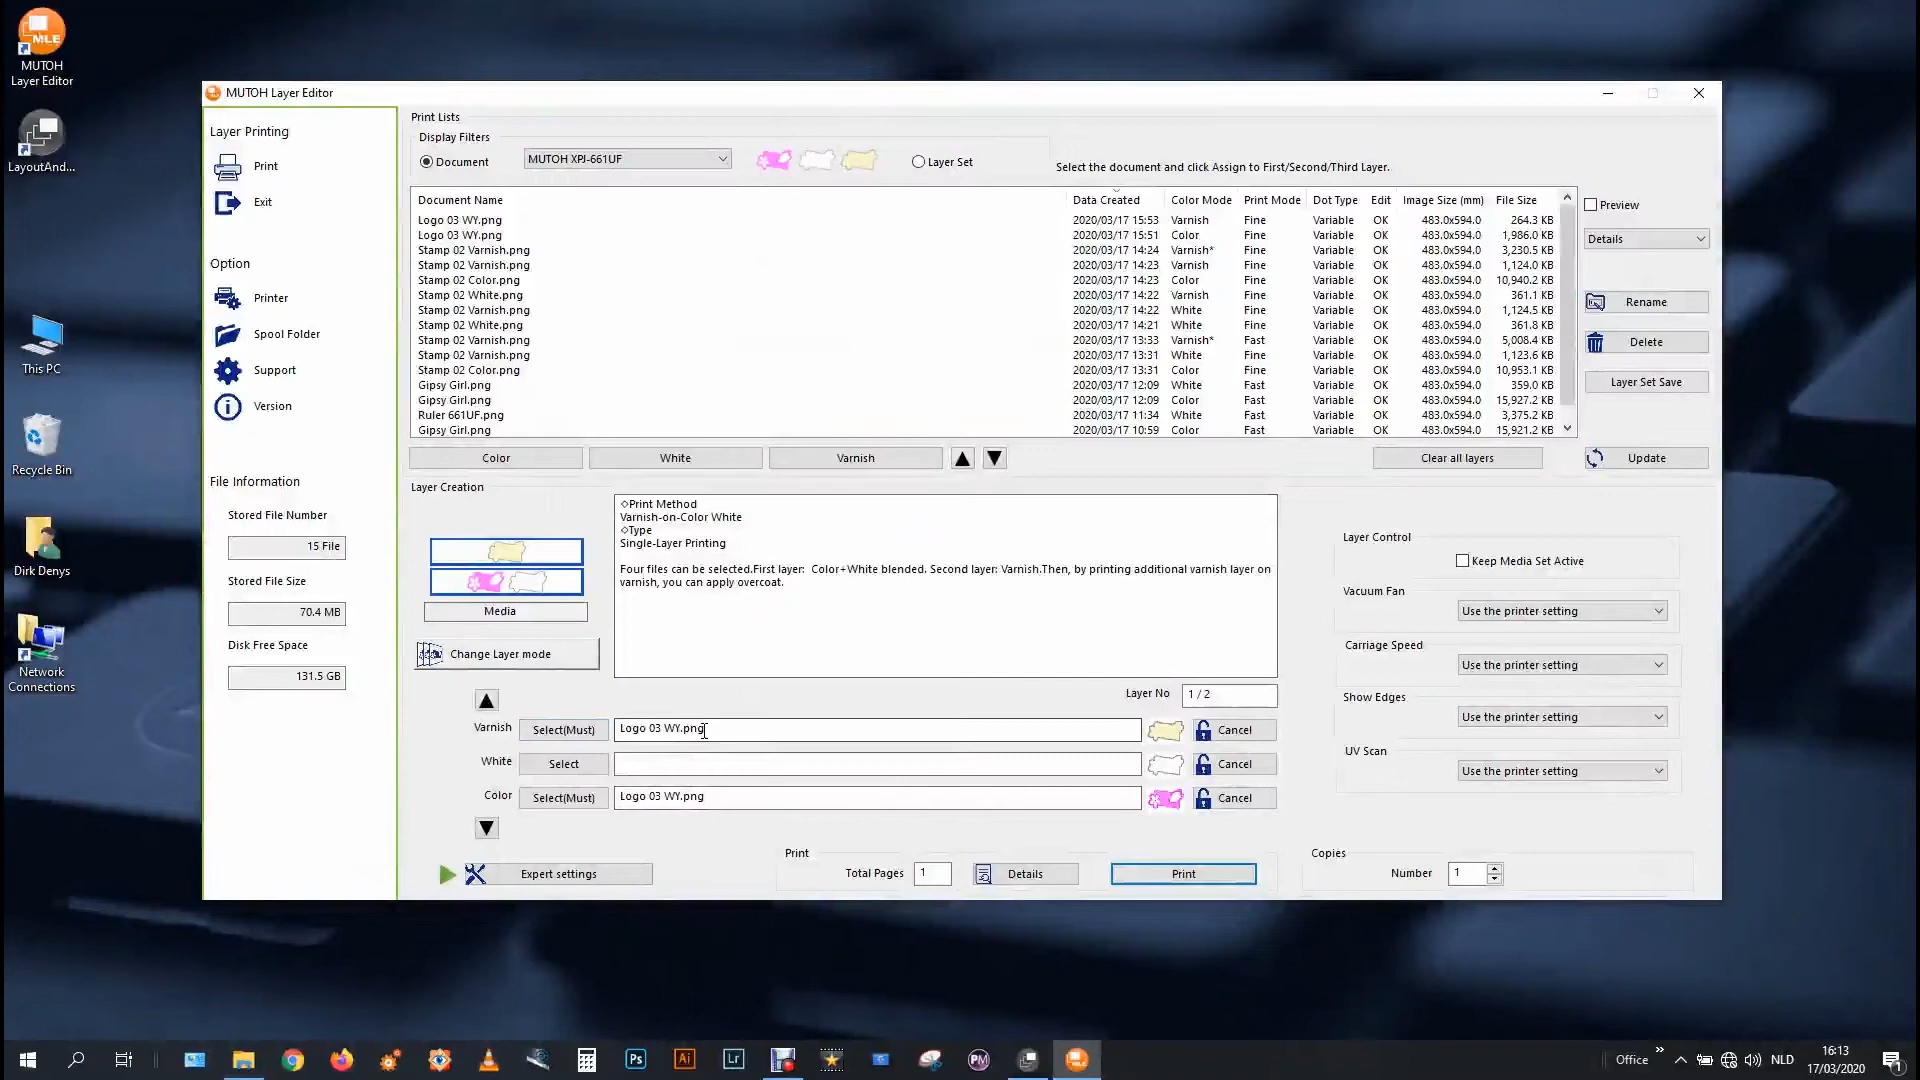 MUTOH
Layer Editor
LayoutAnd...
This PC
Recycle Bin
Dirk Denys
Network
Connections
MUTOH Layer Editor
Layer Printing
Print
Exit
Option
Printer
Spool Folder
Support
Version
File Information
Stored File Number
15 File
Stored File Size
70.4 MB
Disk Free Space
131.5 GB
Print Lists
Display Filters
Document MUTOH XPJ-661UF Layer Set Select the document and click Assign to First/Second/Third Layer.
Document Name Data Created Color Mode Print Mode Dot Type Edit Image Size (mm) File Size
Logo 03 WY.png 2020/03/17 15:53 Varnish Fine Variable OK 483.0x594.0 264.3 KB
Logo 03 WY.png 2020/03/17 15:51 Color Fine Variable OK 483.0x594.0 1,986.0 KB
Stamp 02 Varnish.png 2020/03/17 14:24 Varnish* Fine Variable OK 483.0x594.0 3,230.5 KB
Stamp 02 Varnish.png 2020/03/17 14:23 Varnish Fine Variable OK 483.0x594.0 1,124.0 KB
Stamp 02 Color.png 2020/03/17 14:23 Color Fine Variable OK 483.0x594.0 10,940.2 KB
Stamp 02 White.png 2020/03/17 14:22 Varnish Fine Variable OK 483.0x594.0 361.1 KB
Stamp 02 Varnish.png 2020/03/17 14:22 White Fine Variable OK 483.0x594.0 1,124.5 KB
Stamp 02 White.png 2020/03/17 14:21 White Fine Variable OK 483.0x594.0 361.8 KB
Stamp 02 Varnish.png 2020/03/17 13:33 Varnish* Fast Variable OK 483.0x594.0 5,008.4 KB
Stamp 02 Varnish.png 2020/03/17 13:31 White Fine Variable OK 483.0x594.0 1,123.6 KB
Stamp 02 Color.png 2020/03/17 13:31 Color Fine Variable OK 483.0x594.0 10,953.1 KB
Gipsy Girl.png 2020/03/17 12:09 White Fast Variable OK 483.0x594.0 359.0 KB
Gipsy Girl.png 2020/03/17 12:09 Color Fast Variable OK 483.0x594.0 15,927.2 KB
Ruler 661UF.png 2020/03/17 11:34 White Fast Variable OK 483.0x594.0 3,375.2 KB
Gipsy Girl.png 2020/03/17 10:59 Color Fast Variable OK 483.0x594.0 15,921.2 KB
Preview
Details
Rename
Delete
Layer Set Save
Color White Varnish Clear all layers Update
Layer Creation
Media
Change Layer mode
◇Print Method
Varnish-on-Color White
◇Type
Single-Layer Printing
Four files can be selected.First layer: Color+White blended. Second layer: Varnish.Then, by printing additional varnish layer on
varnish, you can apply overcoat.
Layer No 1 / 2
Varnish Select(Must) Logo 03 WY.png Cancel
White Select Cancel
Color Select(Must) Logo 03 WY.png Cancel
Layer Control
Keep Media Set Active
Vacuum Fan
Use the printer setting
Carriage Speed
Use the printer setting
Show Edges
Use the printer setting
UV Scan
Use the printer setting
Expert settings
Print
Total Pages 1 Details Print
Copies
Number 1
Ps Ai Lr PM
Office » NLD
16:13
17/03/2020
1
MLE